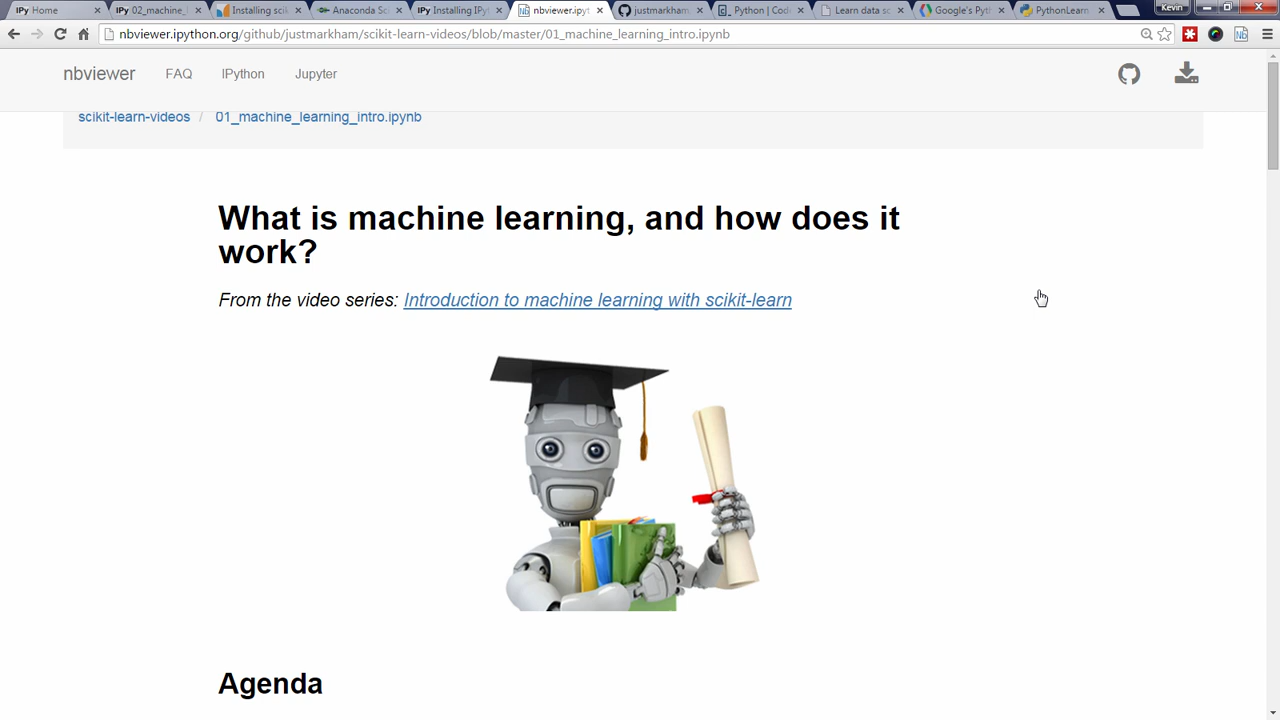 IPy Home
IPy 02_machine_l
Installing scik
Anaconda Sc
IPy Installing IPy
nbviewer.ipyt
justmarkham
Python | Cod
Learn data sc
Google's Pyth
PythonLearn
Kevin
nbviewer.ipython.org/github/justmarkham/scikit-learn-videos/blob/master/01_machine_learning_intro.ipynb
Nb
nbviewer FAQ IPython Jupyter
scikit-learn-videos / 01_machine_learning_intro.ipynb
What is machine learning, and how does it
work?
From the video series: Introduction to machine learning with scikit-learn
Agenda